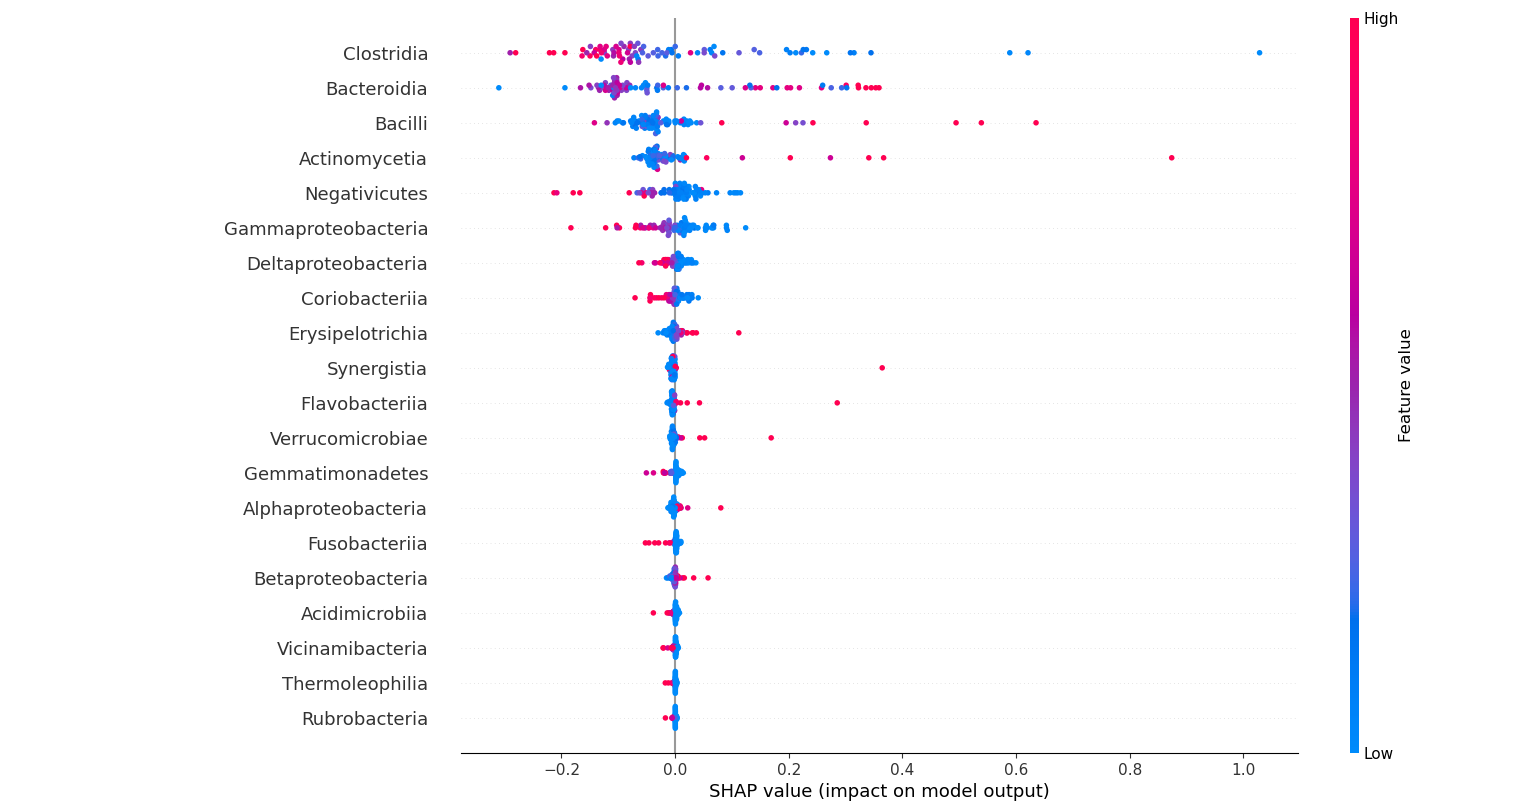 High
Clostridia
Bacteroidia
Bacilli
Actinomycetia
Negativicutes
Gammaproteobacteria
Deltaproteobacteria
Coriobacteriia
Erysipelotrichia
Synergistia
Flavobacteriia
Verrucomicrobiae
Gemmatimonadetes
Alphaproteobacteria
Fusobacteriia
Betaproteobacteria
Acidimicrobiia
Vicinamibacteria
Thermoleophilia
Rubrobacteria
Feature value
Low
−0.2 0.0 0.2 0.4 0.6 0.8 1.0
SHAP value (impact on model output)